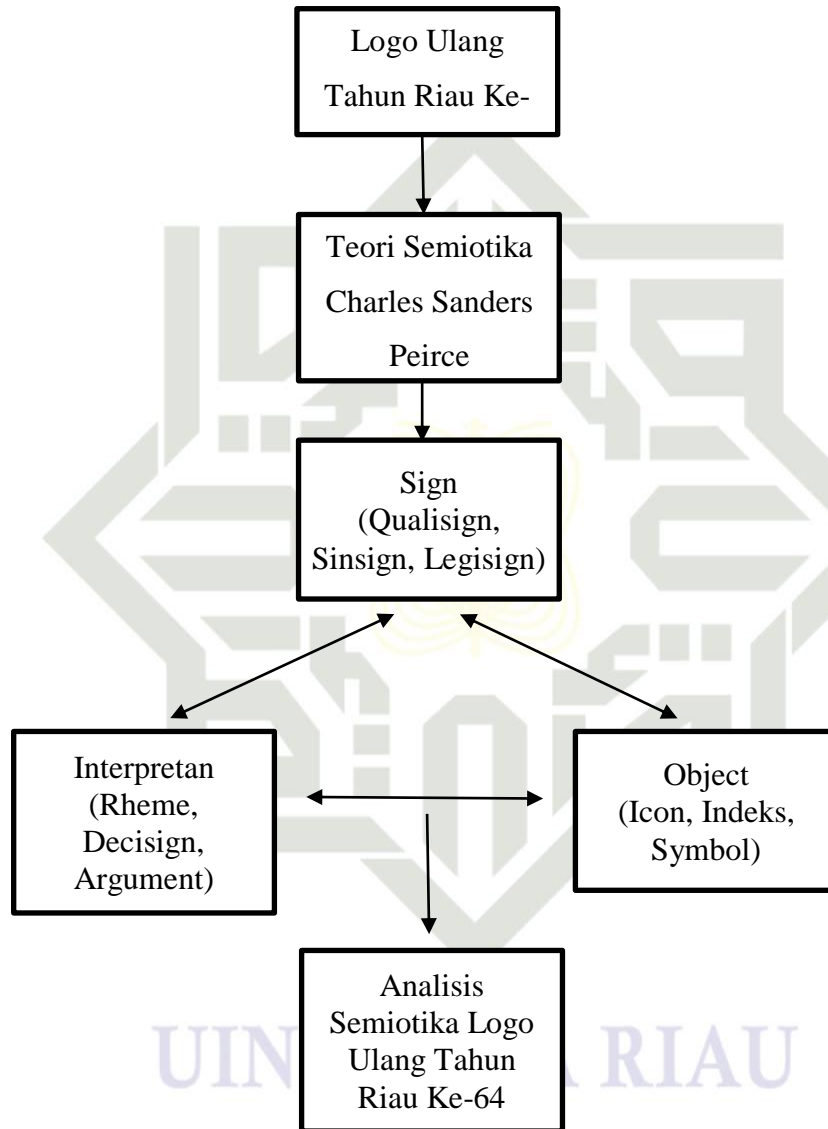 Logo Ulang
Tahun Riau Ke-
Teori Semiotika
Charles Sanders
Peirce
Sign
(Qualisign,
Sinsign, Legisign)
Interpretan
(Rheme,
Decisign,
Argument)
Object
(Icon, Indeks,
Symbol)
Analisis
Semiotika Logo
Ulang Tahun
Riau Ke-64
UIN RIAU